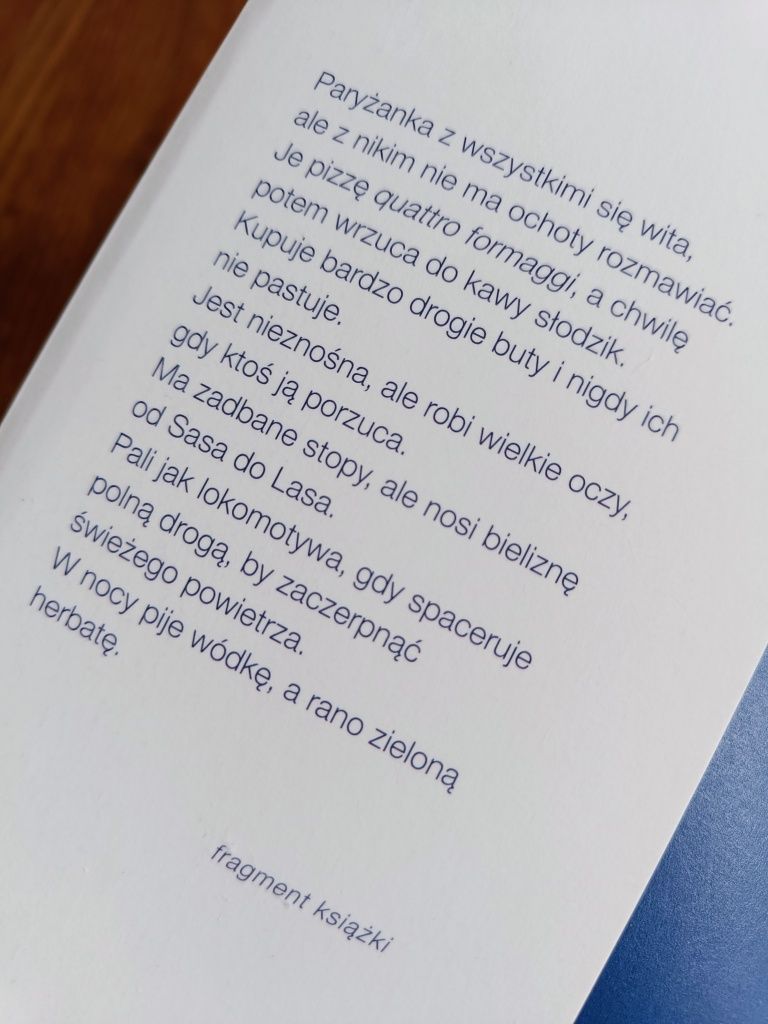 Paryżanka z wszystkimi się wita,
ale z nikim nie ma ochoty rozmawiać.
Je pizzę quattro formaggi, a chwilę
potem wrzuca do kawy słodzik.
Kupuje bardzo drogie buty i nigdy ich
nie pastuje.
Jest nieznośna, ale robi wielkie oczy,
gdy ktoś ją porzuca.
Ma zadbane stopy, ale nosi bieliznę
od Sasa do Lasa.
Pali jak lokomotywa, gdy spaceruje
polną drogą, by zaczerpnąć
świeżego powietrza.
W nocy pije wódkę, a rano zieloną
herbatę.
fragment książki